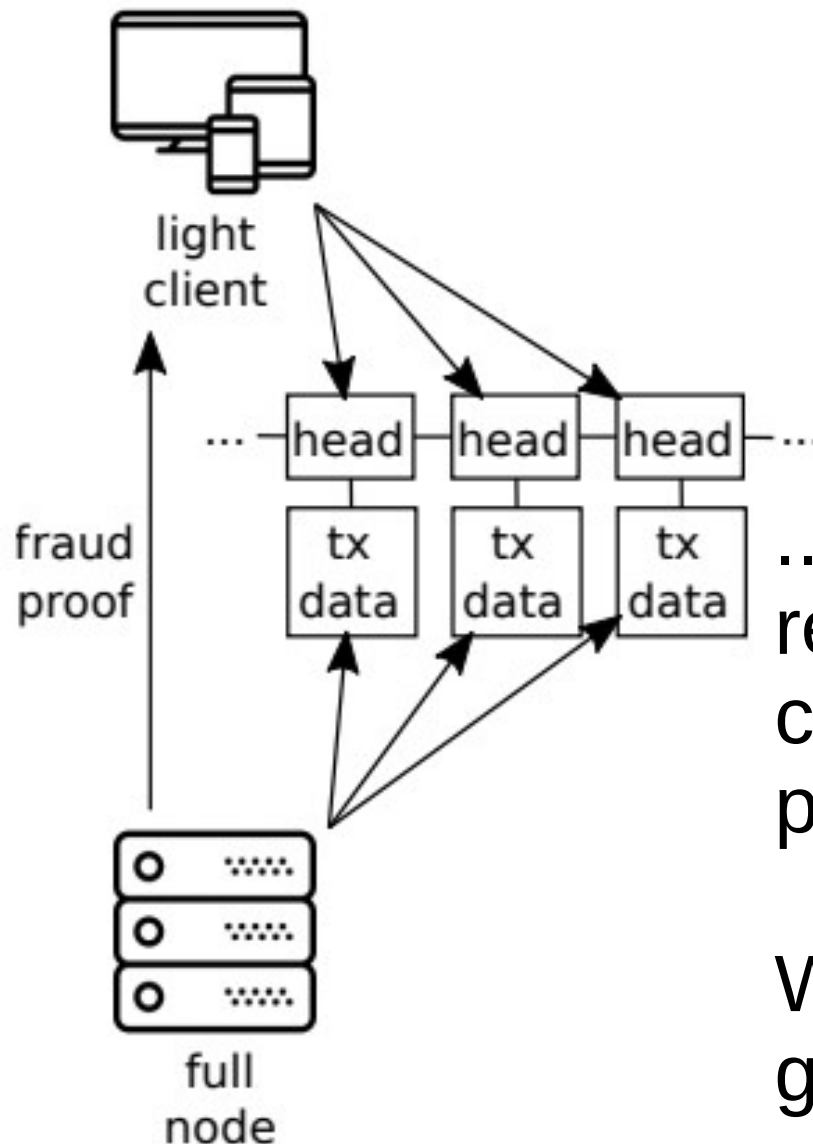 light
client
... head head head ...
fraud
proof
tx
data
tx
data
tx
data
full
node